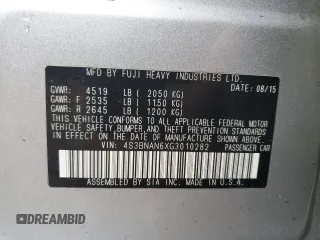 MFD BY FUJI HEAVY INDUSTRIES LTD.
DATE: 08/15
GVWR: 4519 LB ( 2050 KG)
GAWR: F 2535 LB ( 1150 KG)
GAWR: R 2645 LB ( 1200 KG)
THIS VEHICLE CONFORMS TO ALL APPLICABLE FEDERAL MOTOR
VEHICLE SAFETY, BUMPER AND THEFT PREVENTION STANDARDS
IN EFFECT ON THE DATE OF MANUFACTURE SHOWN ABOVE.
VIN: 4S3BNAN6XG3010282
PASSENGER CAR
ASSEMBLED BY SIA INC. MADE IN U.S.A.
DREAMBID